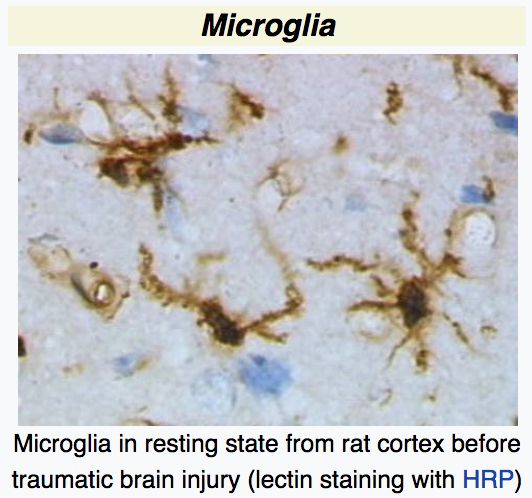 Microglia
Microglia in resting state from rat cortex before
traumatic brain injury (lectin staining with HRP)